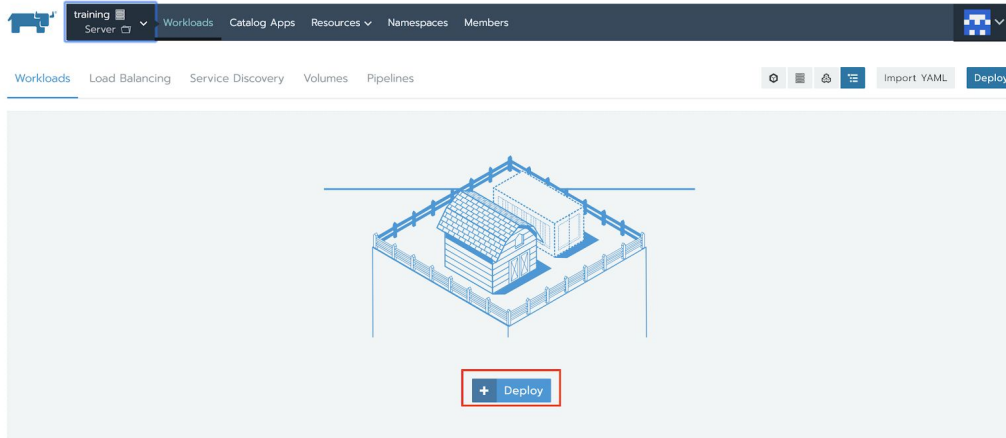 training
Server
Workloads Catalog Apps Resources Namespaces Members
Workloads Load Balancing Service Discovery Volumes Pipelines Import YAML Deploy
+ Deploy